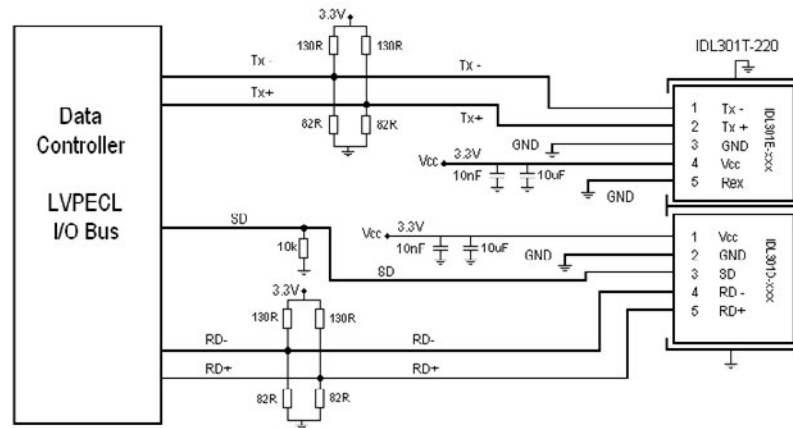 3.3V
130R 130R
IDL301T-220
Tx - Tx -
Tx+ Tx+
82R 82R
Data
Controller
LVPECL
I/O Bus
1 Tx -
2 Tx +
3 GND
4 Vcc
5 Rex
IDL301E-xxx
GND
Vcc 3.3V
10nF 10uF
GND
SD
10k
SD
Vcc 3.3V
10nF 10uF
GND
1 Vcc
2 GND
3 SD
4 RD -
5 RD+
IDL301D-xxx
3.3V
130R 130R
RD- RD-
RD+ RD+
82R 82R